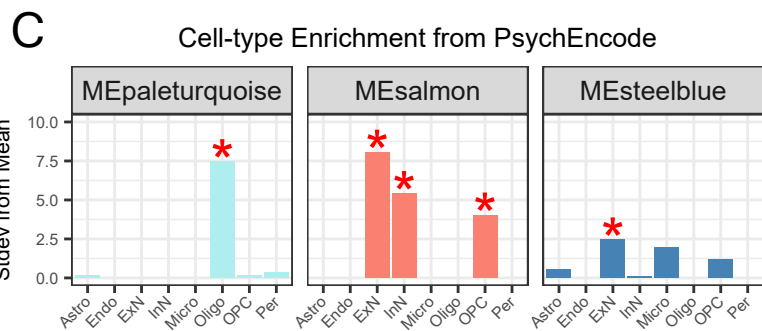 C
Cell-type Enrichment from PsychEncode
MEpaleturquoise MEsalmon MEsteelblue
Stdev from Mean
10.0
7.5
5.0
2.5
0.0
* * * * *
Astro Endo ExN InN Micro Oligo OPC Per Astro Endo ExN InN Micro Oligo OPC Per Astro Endo ExN InN Micro Oligo OPC Per